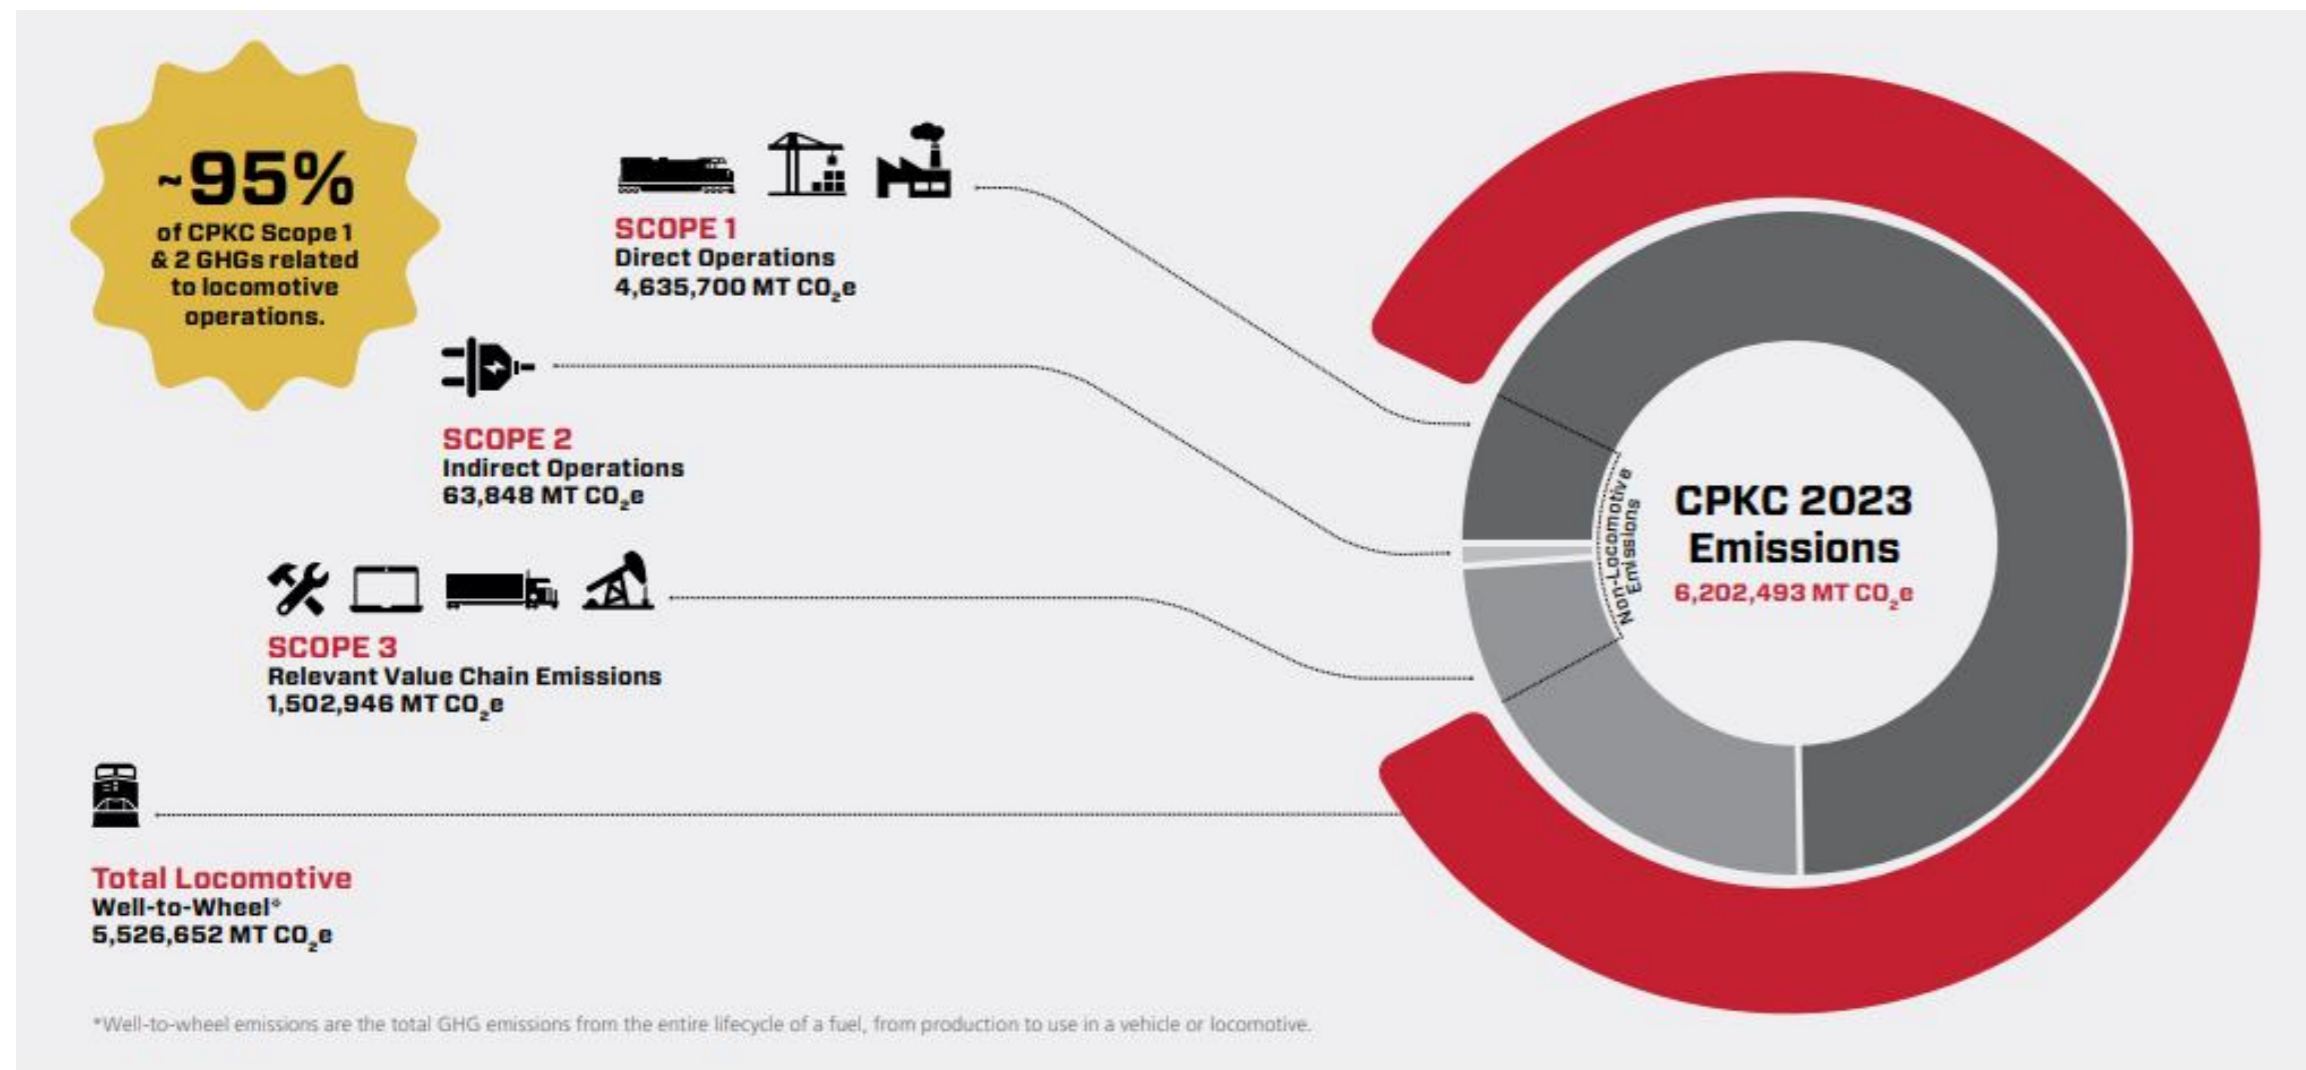 ~95%
of CPKC Scope 1
& 2 GHGs related
to locomotive
operations.
SCOPE 1
Direct Operations
4,635,700 MT CO₂e
SCOPE 2
Indirect Operations
63,848 MT CO₂e
SCOPE 3
Relevant Value Chain Emissions
1,502,946 MT CO₂e
Total Locomotive
Well-to-Wheel*
5,526,652 MT CO₂e
Non-Locomotive
Emissions
CPKC 2023
Emissions
6,202,493 MT CO₂e
*Well-to-wheel emissions are the total GHG emissions from the entire lifecycle of a fuel, from production to use in a vehicle or locomotive.